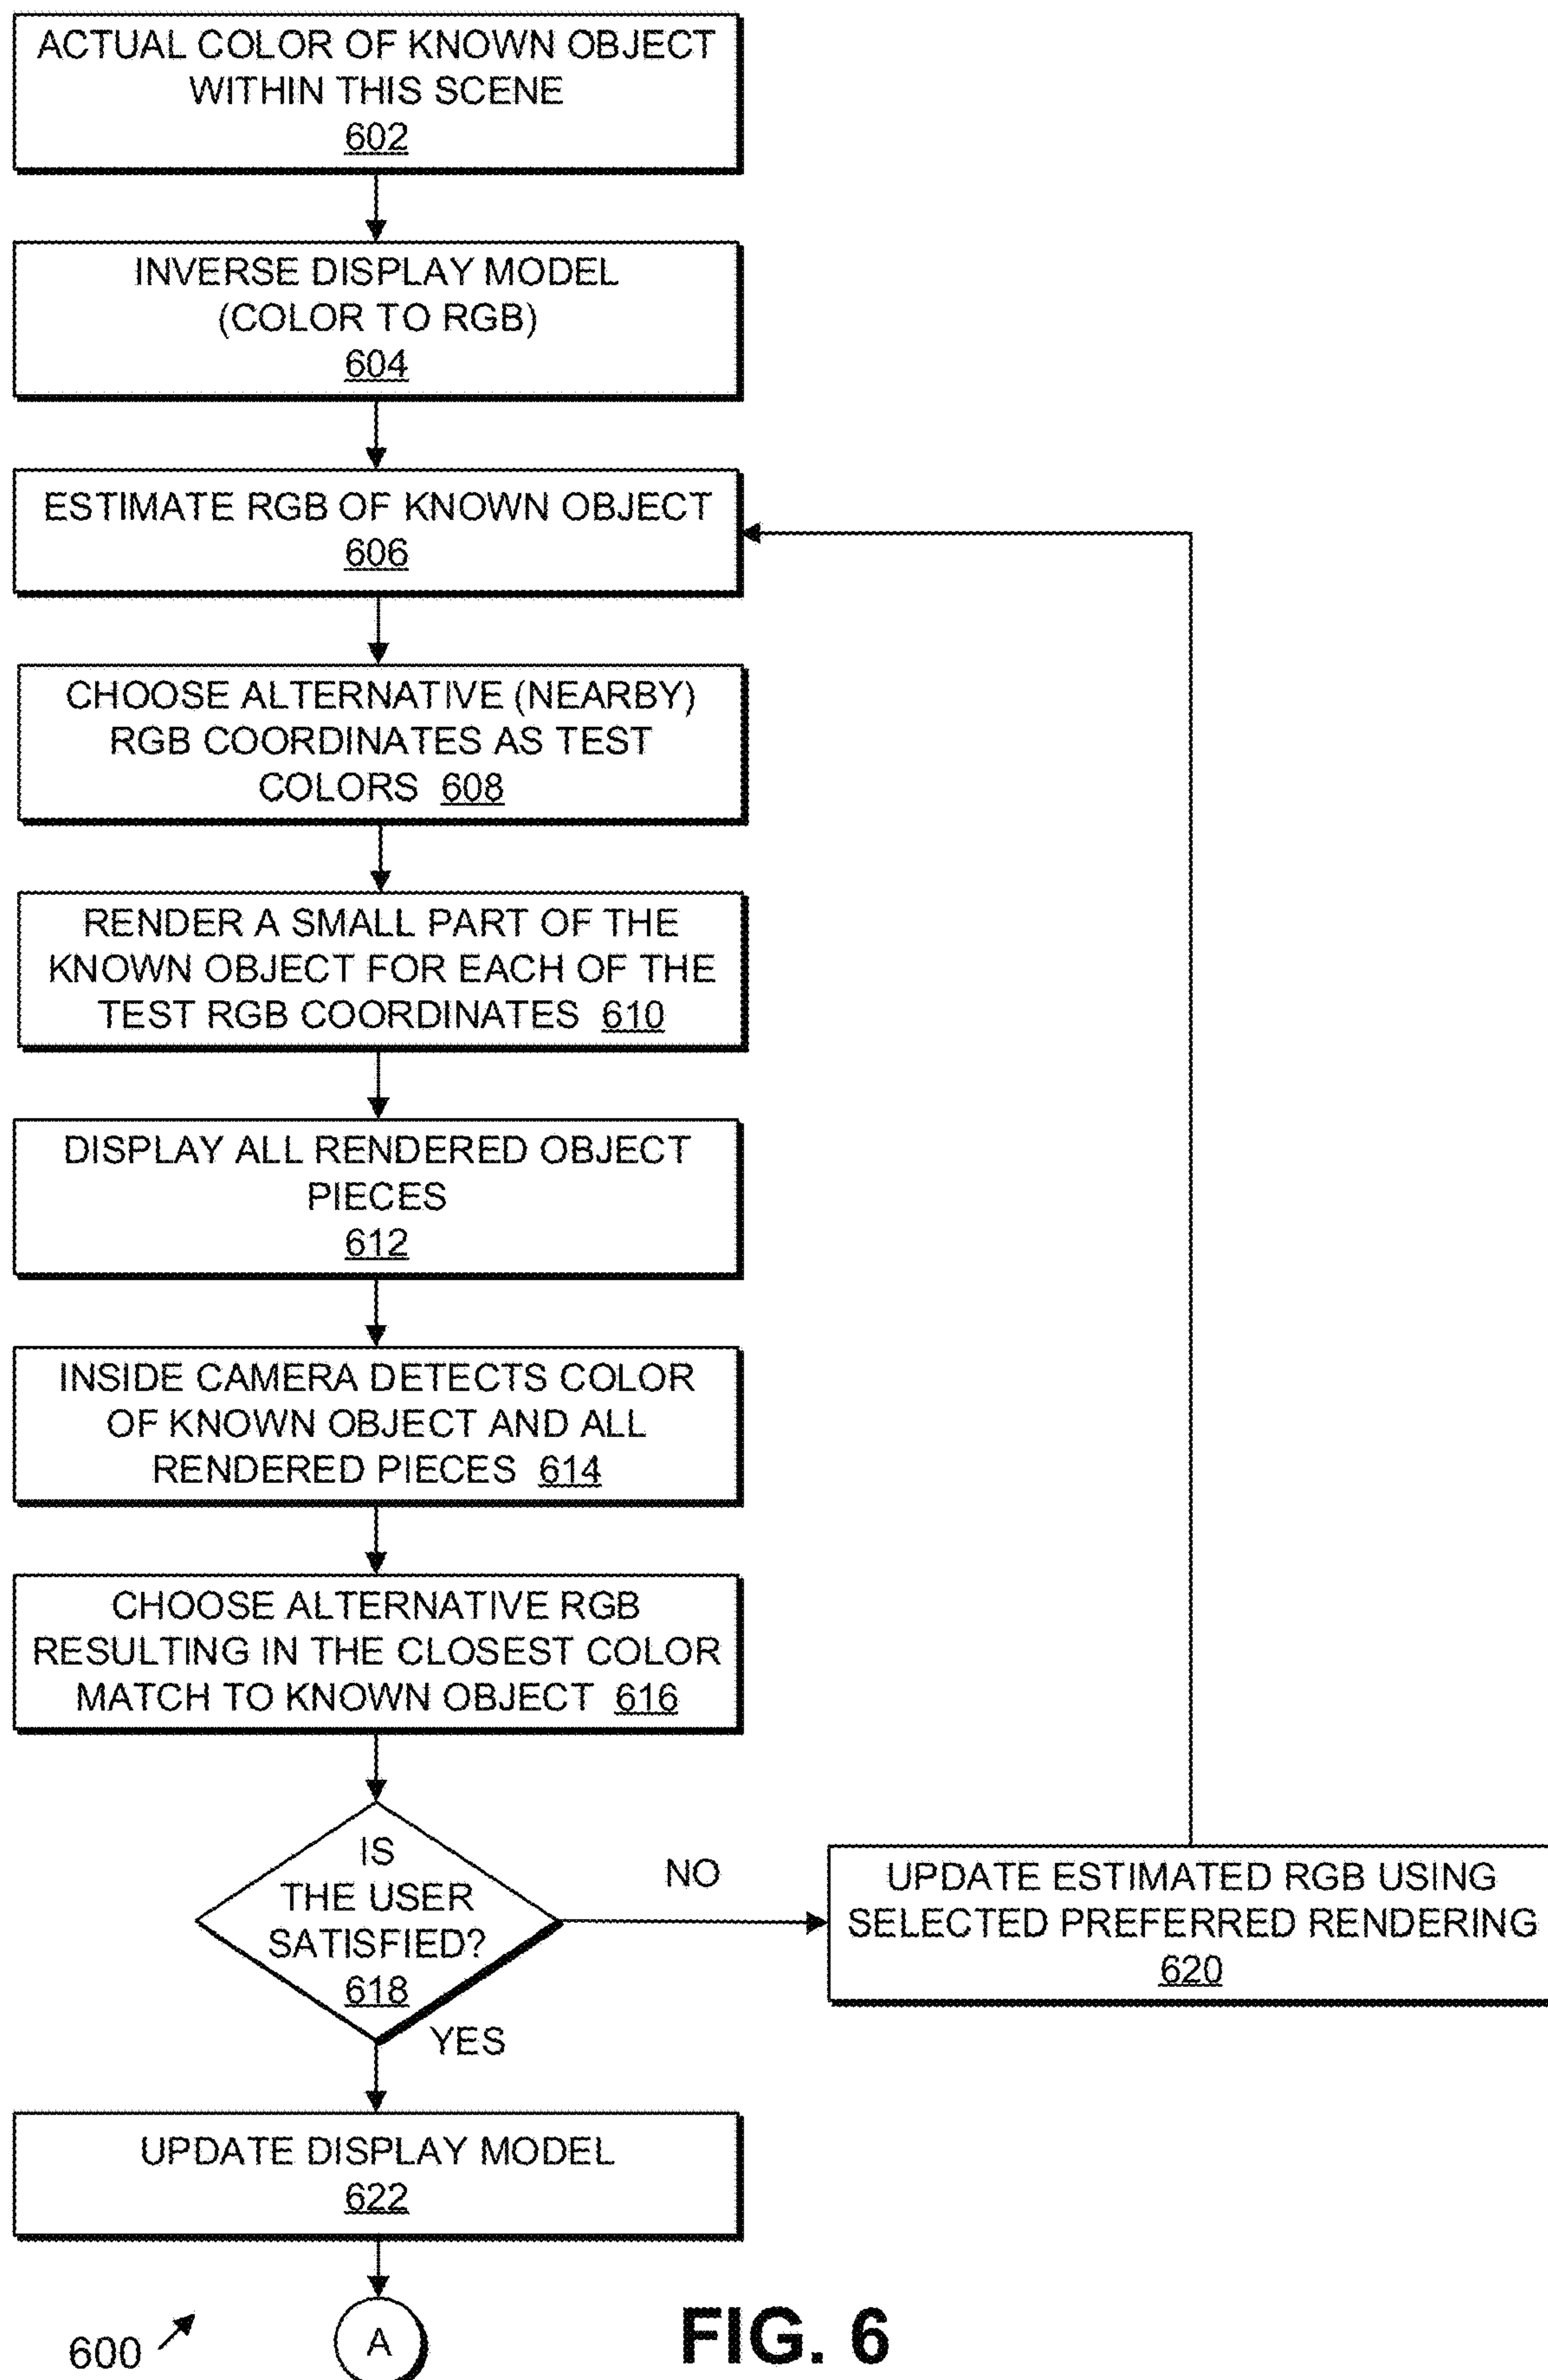 ACTUAL COLOR OF KNOWN OBJECT
WITHIN THIS SCENE
602
INVERSE DISPLAY MODEL
(COLOR TO RGB)
604
ESTIMATE RGB OF KNOWN OBJECT
606
CHOOSE ALTERNATIVE (NEARBY)
RGB COORDINATES AS TEST
COLORS 608
RENDER A SMALL PART OF THE
KNOWN OBJECT FOR EACH OF THE
TEST RGB COORDINATES 610
DISPLAY ALL RENDERED OBJECT
PIECES
612
INSIDE CAMERA DETECTS COLOR
OF KNOWN OBJECT AND ALL
RENDERED PIECES 614
CHOOSE ALTERNATIVE RGB
RESULTING IN THE CLOSEST COLOR
MATCH TO KNOWN OBJECT 616
IS
THE USER
SATISFIED?
618
NO
UPDATE ESTIMATED RGB USING
SELECTED PREFERRED RENDERING
620
YES
UPDATE DISPLAY MODEL
622
A
600
FIG. 6